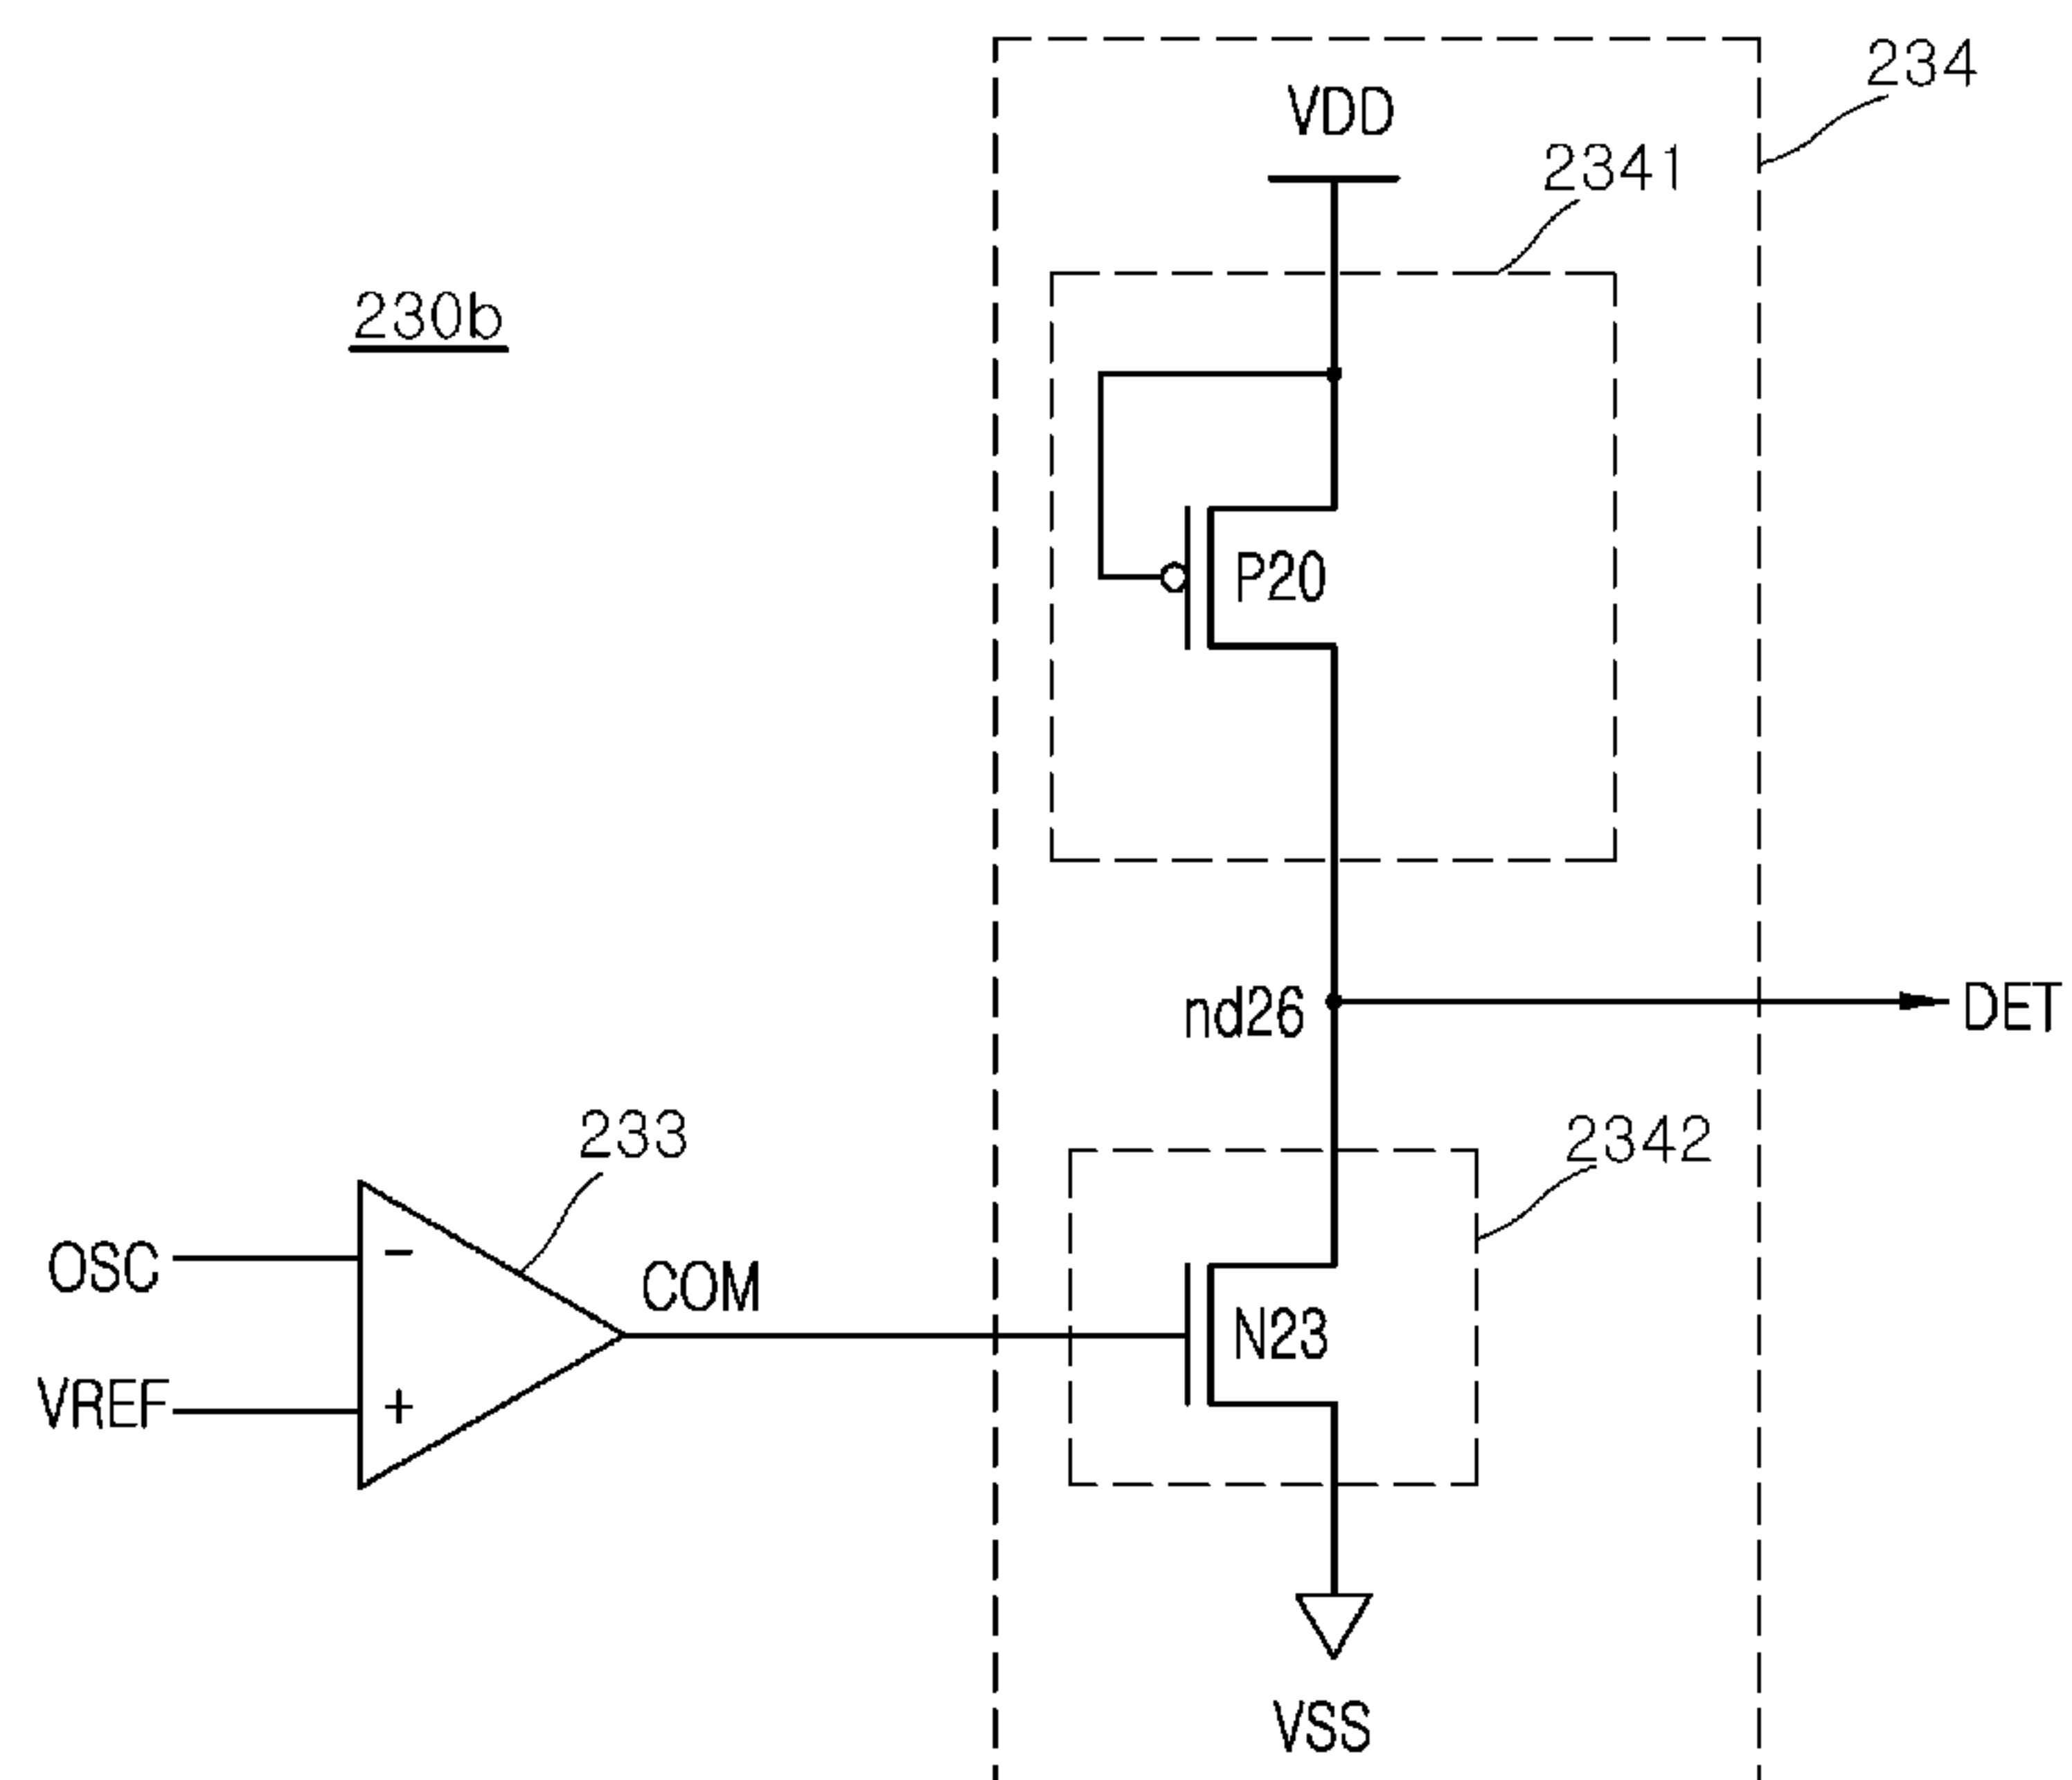 234
VDD
2341
230b
P20
nd26
DET
233
2342
OSC
-
COM
N23
VREF
+
VSS